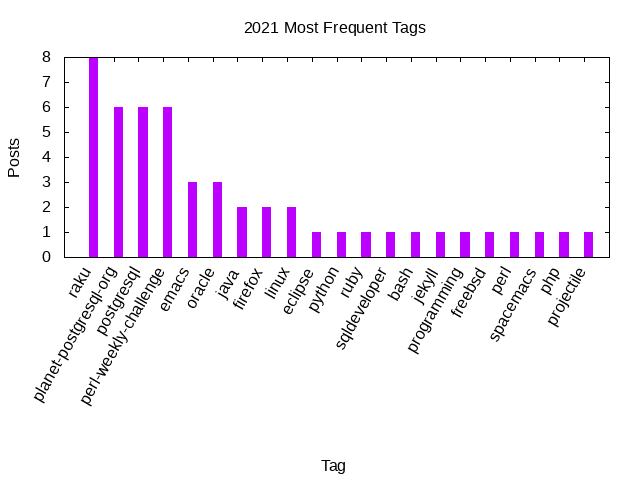 2021 Most Frequent Tags
8
7
6
5
4
3
2
1
0
Posts
raku
planet-postgresql-org
postgresql
perl-weekly-challenge
emacs
oracle
java
firefox
linux
eclipse
python
ruby
sqldeveloper
bash
jekyll
programming
freebsd
perl
spacemacs
php
projectile
Tag